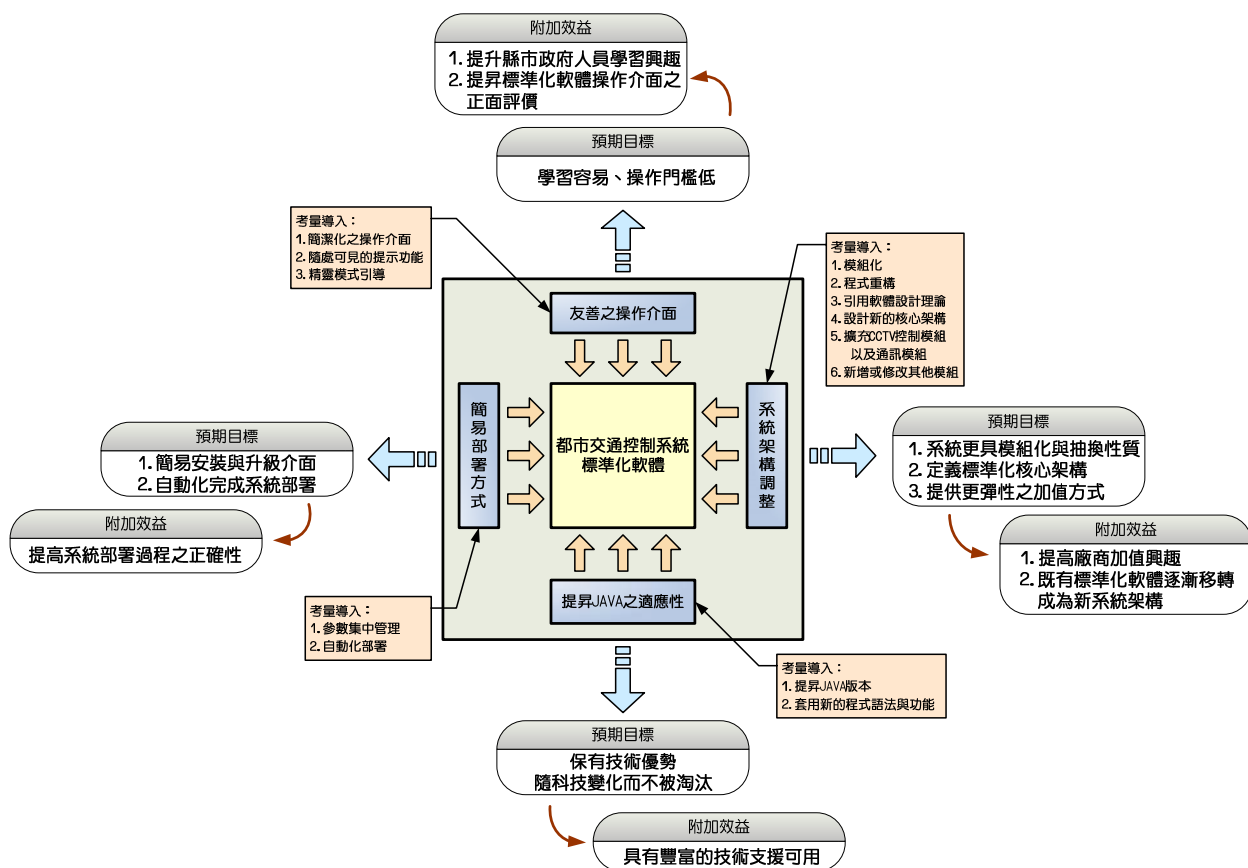 附加效益
1. 提升縣市政府人員學習興趣
2. 提昇標準化軟體操作介面之
正面評價
預期目標
學習容易、操作門檻低
考量導入：
1. 簡潔化之操作介面
2. 隨處可見的提示功能
3. 精靈模式引導
考量導入：
1. 模組化
2. 程式重構
3. 引用軟體設計理論
4. 設計新的核心架構
5. 擴充CCTV控制模組
以及通訊模組
6. 新增或修改其他模組
友善之操作介面
簡易部署方式
都市交通控制系統
標準化軟體
系統架構調整
提昇JAVA之適應性
預期目標
1. 簡易安裝與升級介面
2. 自動化完成系統部署
附加效益
提高系統部署過程之正確性
預期目標
1. 系統更具模組化與抽換性質
2. 定義標準化核心架構
3. 提供更彈性之加值方式
附加效益
1. 提高廠商加值興趣
2. 既有標準化軟體逐漸移轉
成為新系統架構
考量導入：
1. 參數集中管理
2. 自動化部署
考量導入：
1. 提昇JAVA版本
2. 套用新的程式語法與功能
預期目標
保有技術優勢
隨科技變化而不被淘汰
附加效益
具有豐富的技術支援可用